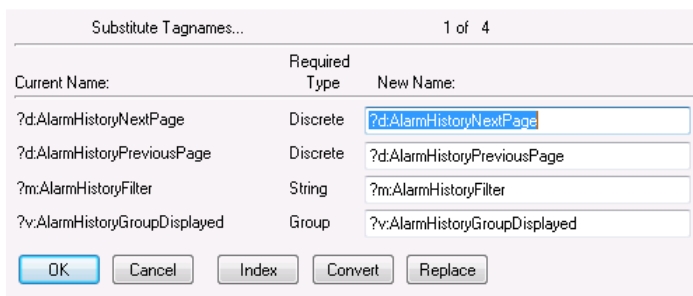 Substitute Tagnames... 1 of 4
Current Name: Required Type New Name:
?d:AlarmHistoryNextPage Discrete ?d:AlarmHistoryNextPage
?d:AlarmHistoryPreviousPage Discrete ?d:AlarmHistoryPreviousPage
?m:AlarmHistoryFilter String ?m:AlarmHistoryFilter
?v:AlarmHistoryGroupDisplayed Group ?v:AlarmHistoryGroupDisplayed
OK Cancel Index Convert Replace